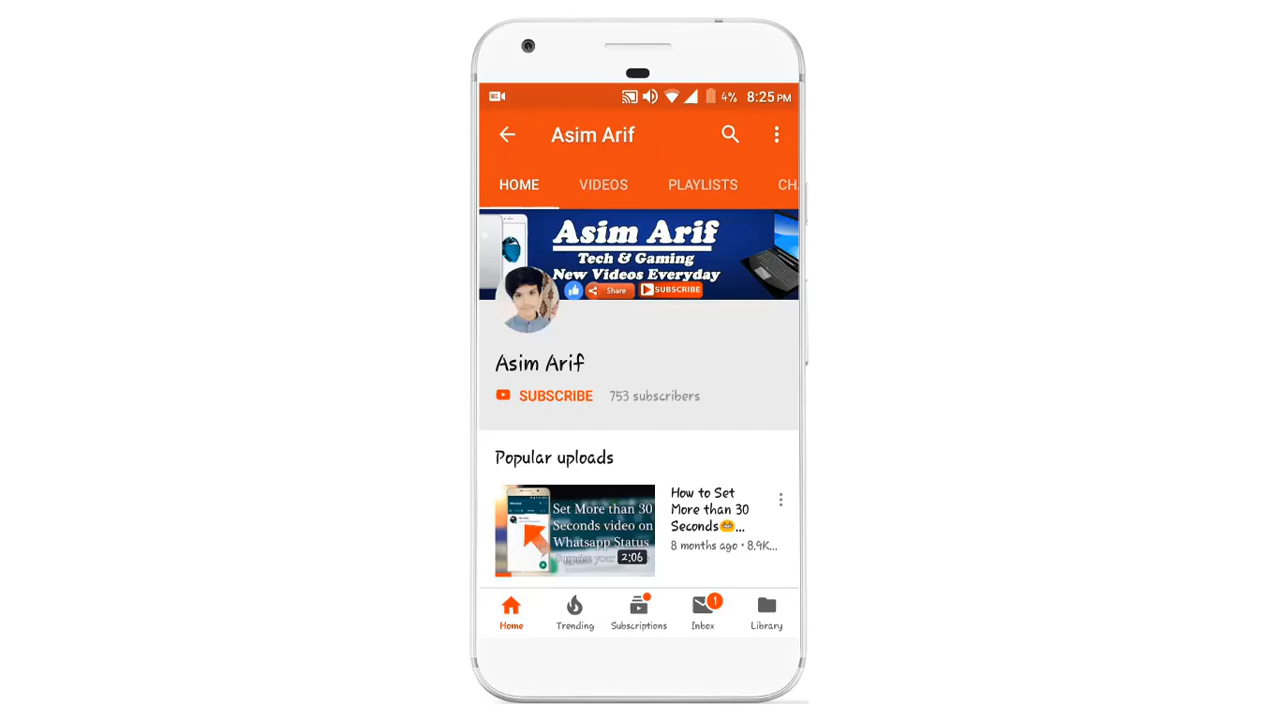 4% 8:25 PM
Asim Arif
HOME VIDEOS PLAYLISTS CH
Asim Arif
Tech & Gaming
New Videos Everyday
Share SUBSCRIBE
Asim Arif
SUBSCRIBE 753 subscribers
Popular uploads
Set More than 30
Seconds video on
Whatsapp Status
2:06
How to Set
More than 30
Seconds😂...
8 months ago • 8.9K...
1
Home Trending Subscriptions Inbox Library